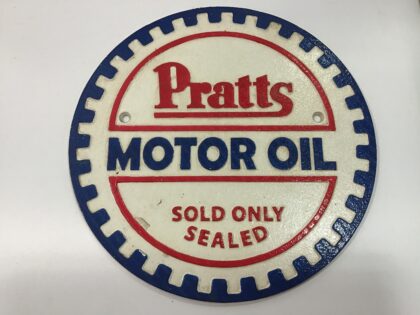 Pratts
MOTOR OIL
SOLD ONLY
SEALED